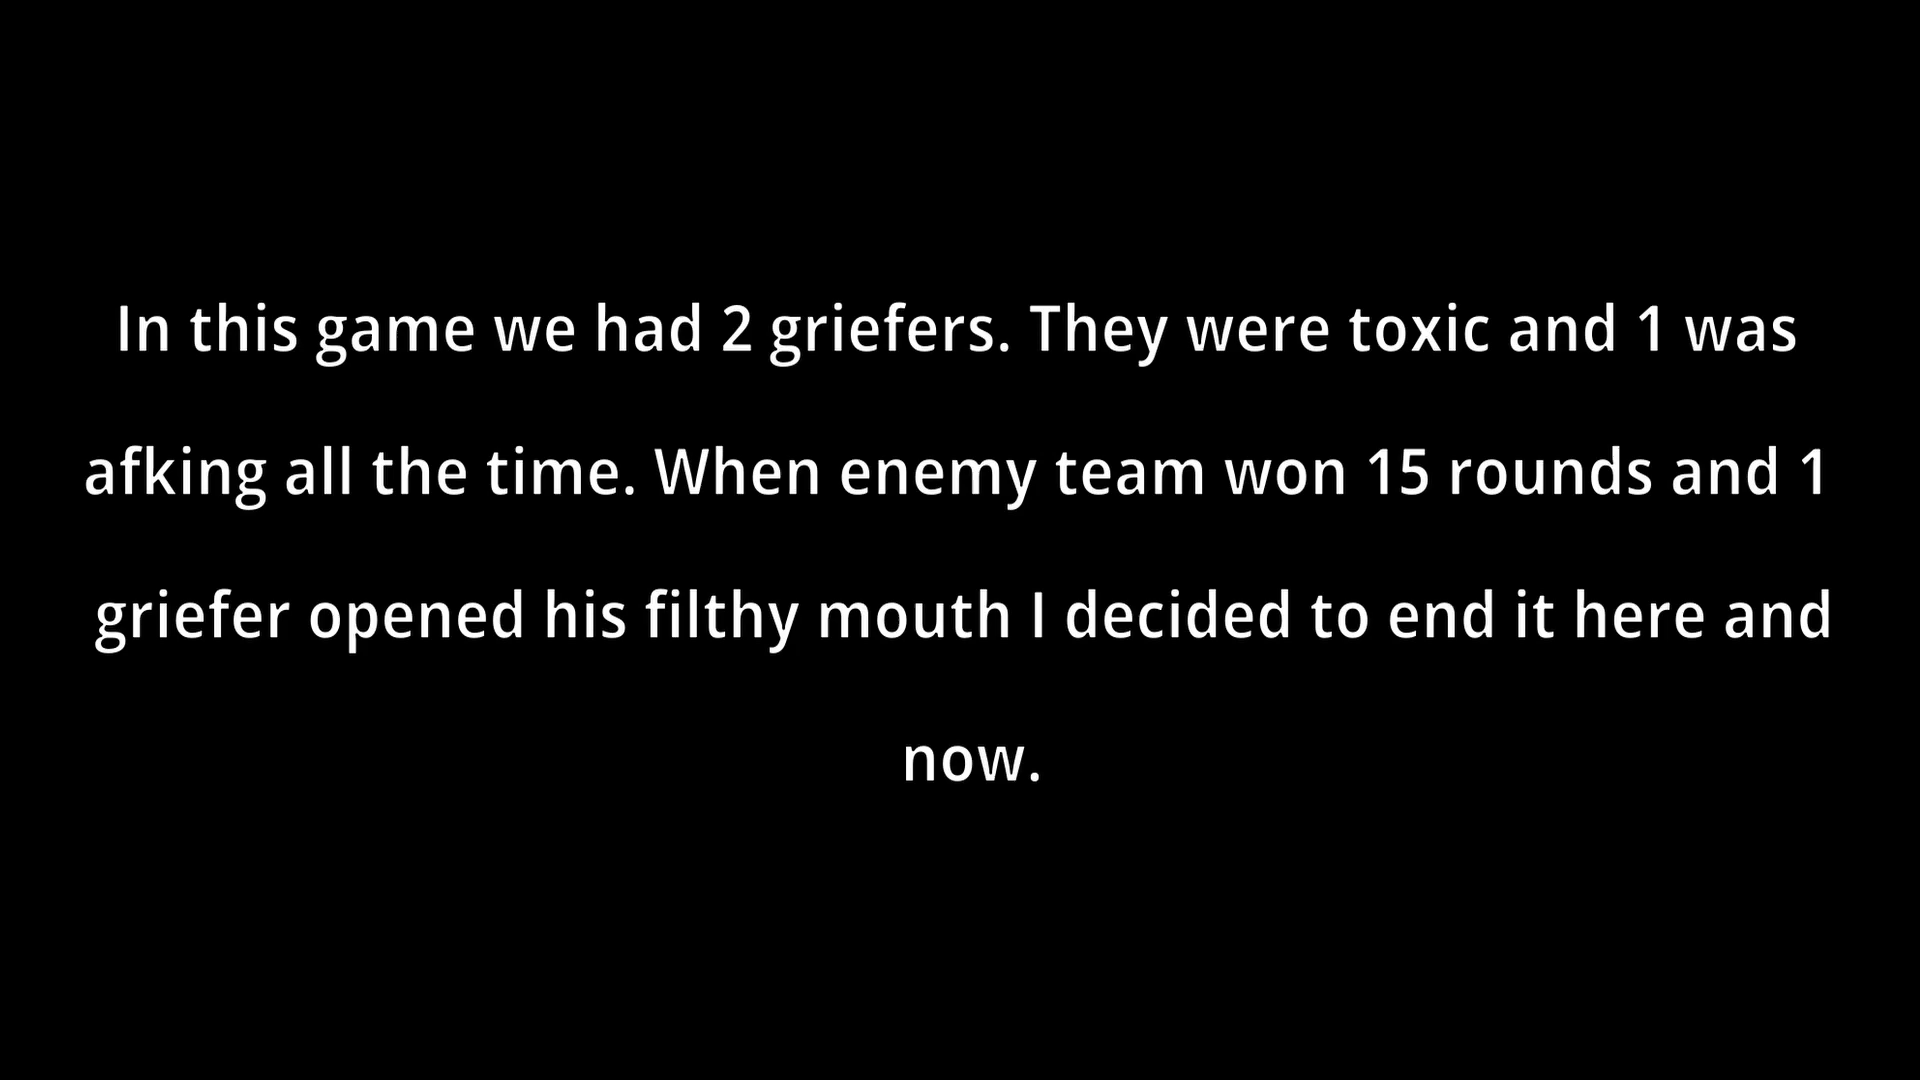 In this game we had 2 griefers. They were toxic and 1 was
afking all the time. When enemy team won 15 rounds and 1
griefer opened his filthy mouth I decided to end it here and
now.